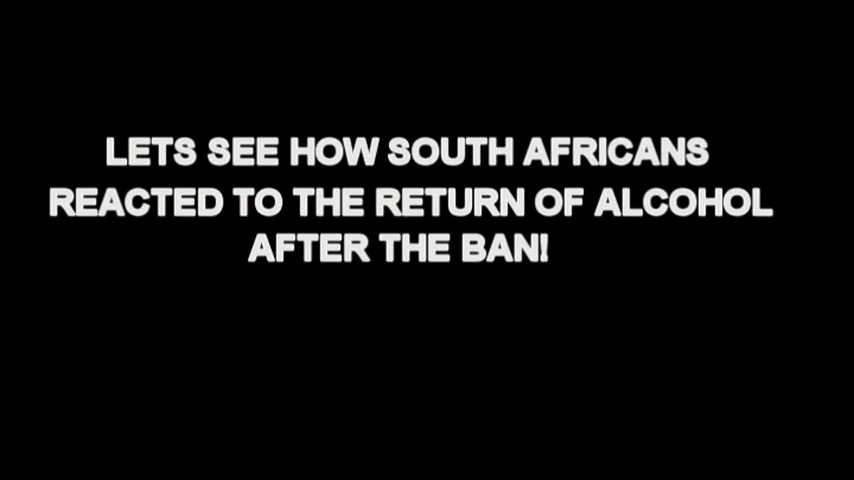 LETS SEE HOW SOUTH AFRICANS
REACTED TO THE RETURN OF ALCOHOL
AFTER THE BAN!